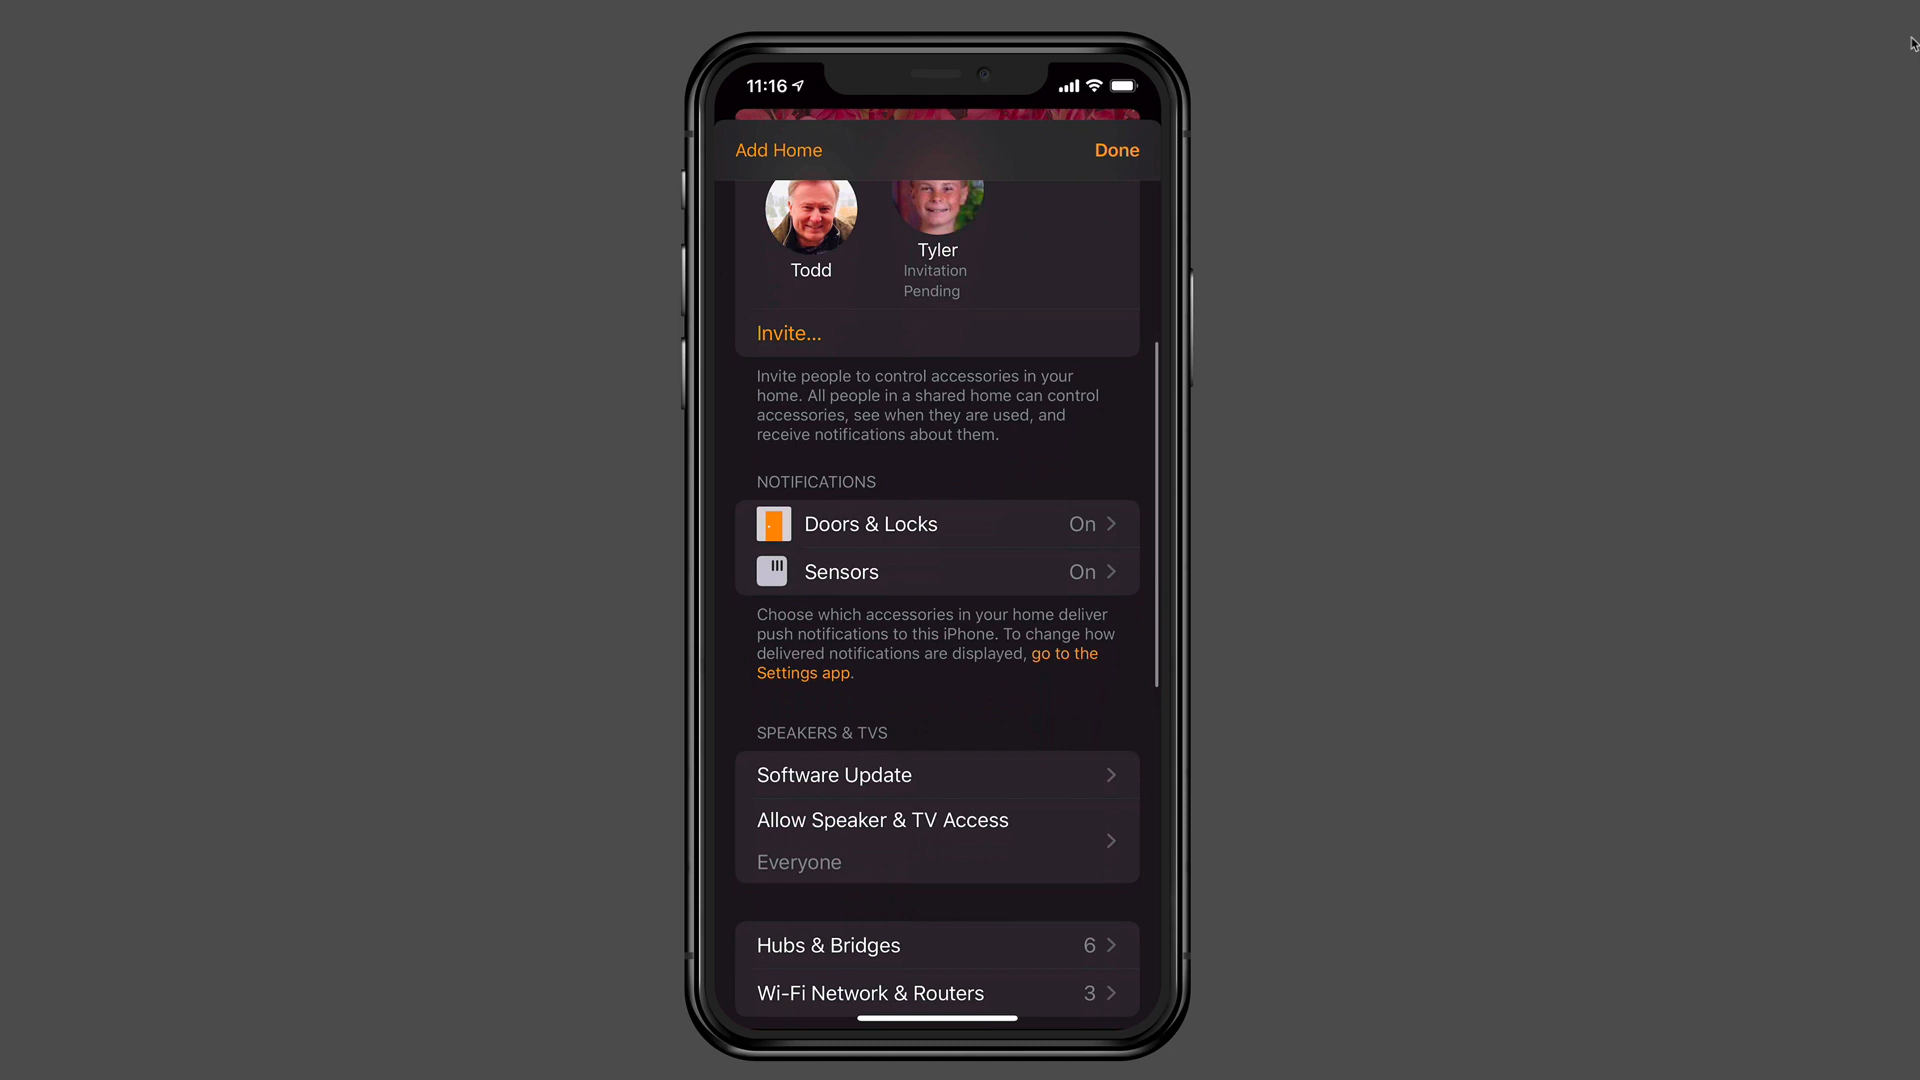 11:16
Add Home
Done
Todd
Tyler
Invitation
Pending
Invite...
Invite people to control accessories in your
home. All people in a shared home can control
accessories, see when they are used, and
receive notifications about them.
NOTIFICATIONS
Doors & Locks On
Sensors On
Choose which accessories in your home deliver
push notifications to this iPhone. To change how
delivered notifications are displayed, go to the
Settings app.
SPEAKERS & TVS
Software Update
Allow Speaker & TV Access
Everyone
Hubs & Bridges 6
Wi-Fi Network & Routers 3